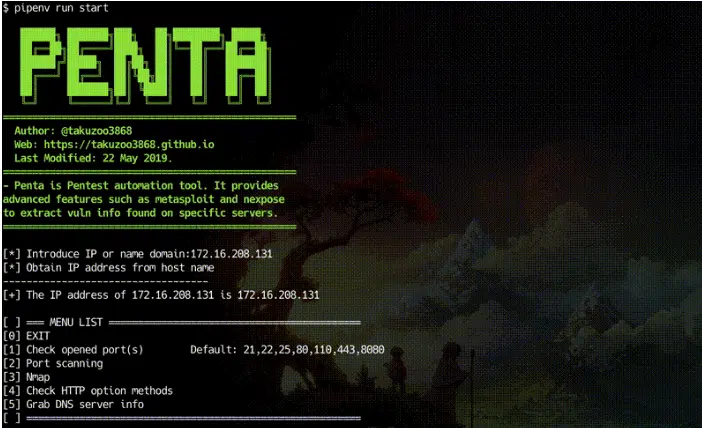 $ pipenv run start
PENTA
==================================================
Author: @takuzoo3868
Web: https://takuzoo3868.github.io
Last Modified: 22 May 2019.
==================================================
- Penta is Pentest automation tool. It provides
advanced features such as metasploit and nexpose
to extract vuln info found on specific servers.
==================================================
[*] Introduce IP or name domain:172.16.208.131
[*] Obtain IP address from host name
-----------------------------------
[+] The IP address of 172.16.208.131 is 172.16.208.131
[ ] === MENU LIST ===========================================
[0] EXIT
[1] Check opened port(s)        Default: 21,22,25,80,110,443,8080
[2] Port scanning
[3] Nmap
[4] Check HTTP option methods
[5] Grab DNS server info
[ ] =========================================================